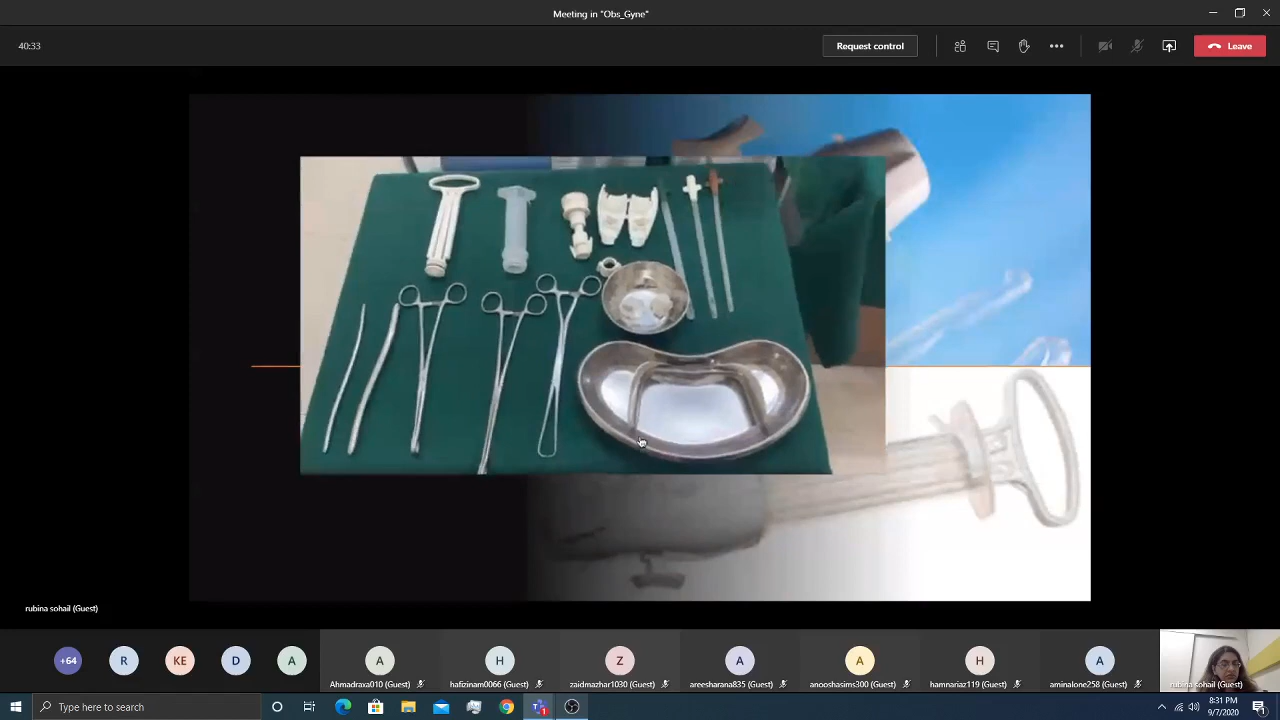 Meeting in "Obs_Gyne"
40:33
Request control
Leave
rubina sohail (Guest)
+64
R
KE
D
A
A
H
Z
A
A
H
A
Ahmadraxa010 (Guest)
hafizinam0066 (Guest)
zaidmazhar1030 (Guest)
areesharana835 (Guest)
anooshasims300 (Guest)
hamnariaz119 (Guest)
aminalone258 (Guest)
rubina sohail (Guest)
Type here to search
8:31 PM
9/7/2020